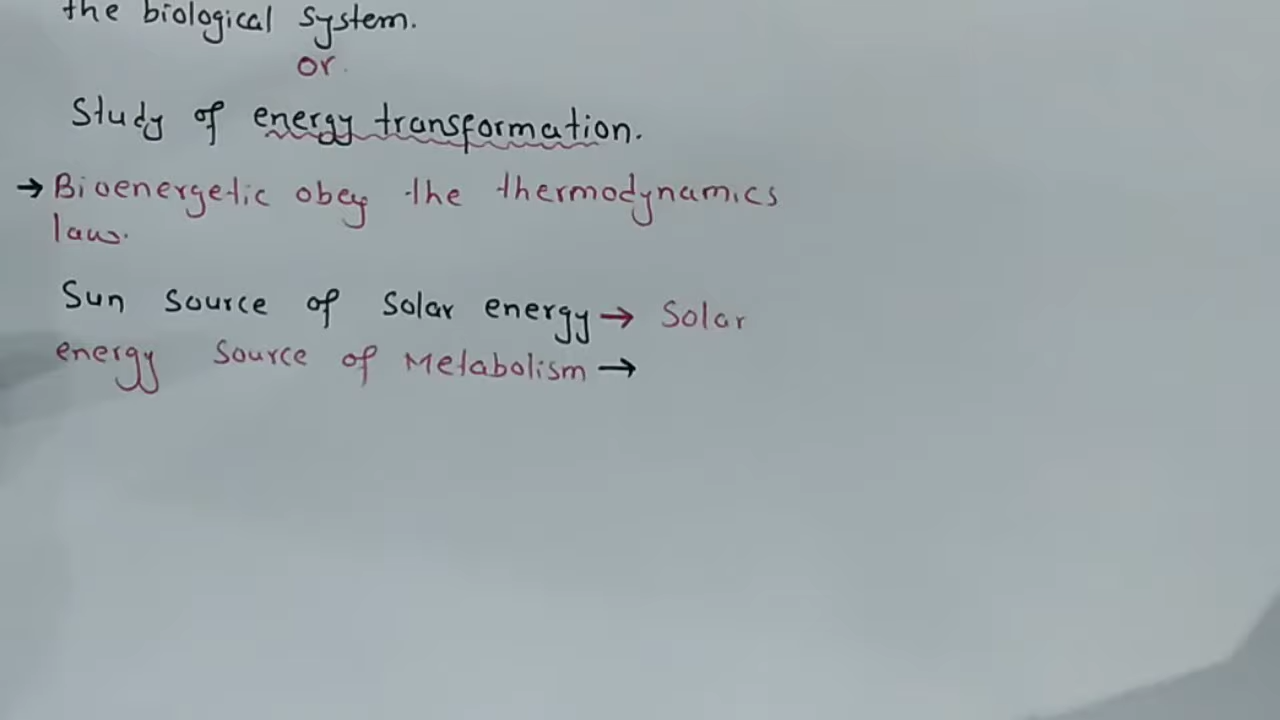 the biological system.
or.
Study of energy transformation.
→ Bioenergetic obey the thermodynamics
law.
Sun source of solar energy → Solar
energy source of Metabolism →